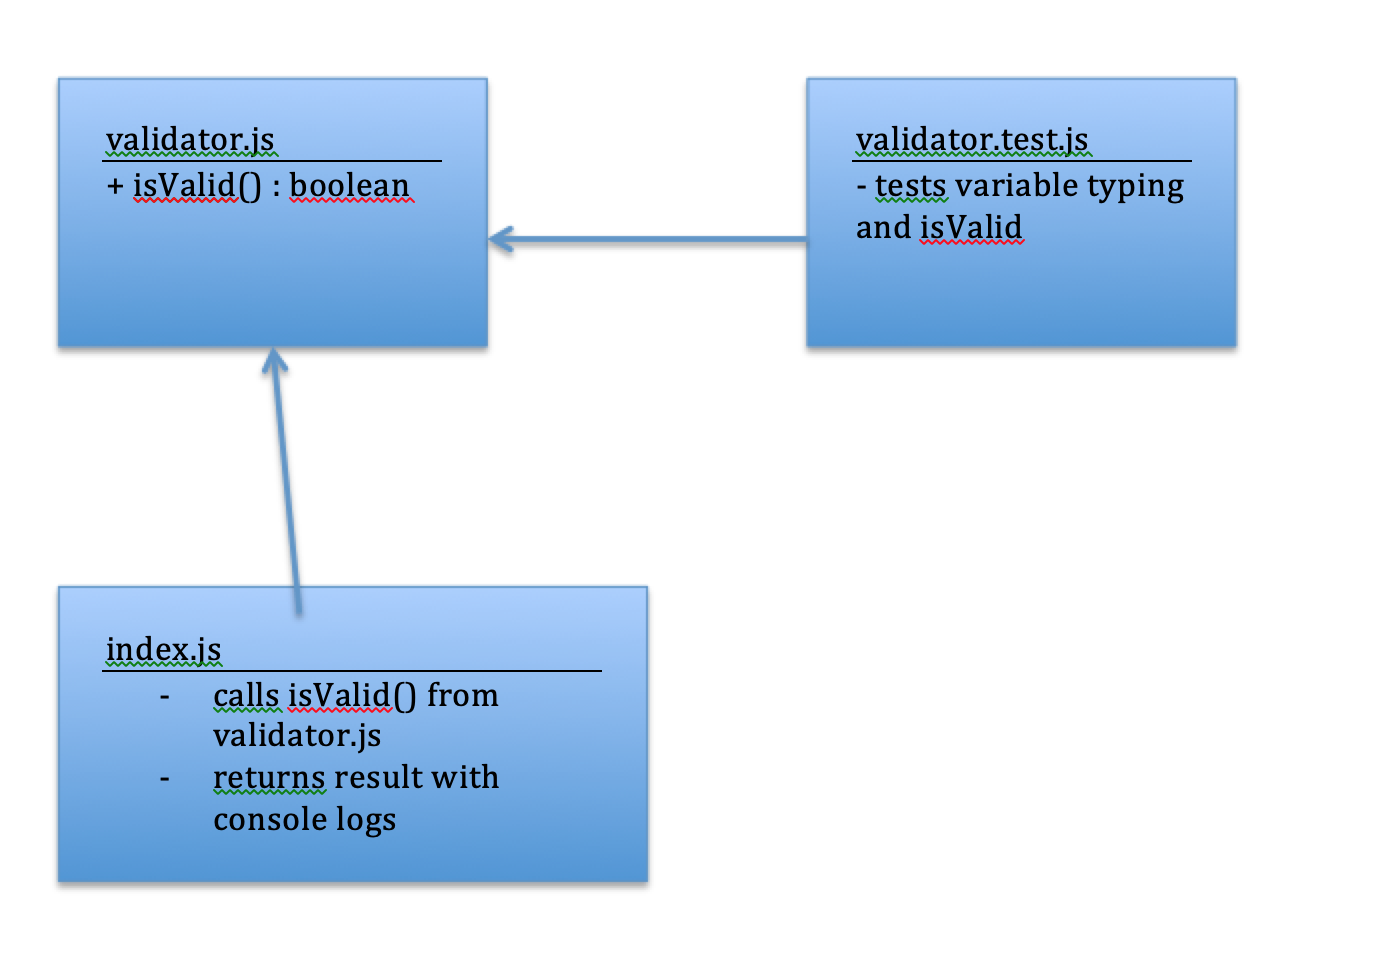 validator.js
+ isValid() : boolean
validator.test.js
- tests variable typing
and isValid
index.js
- calls isValid() from
validator.js
- returns result with
console logs